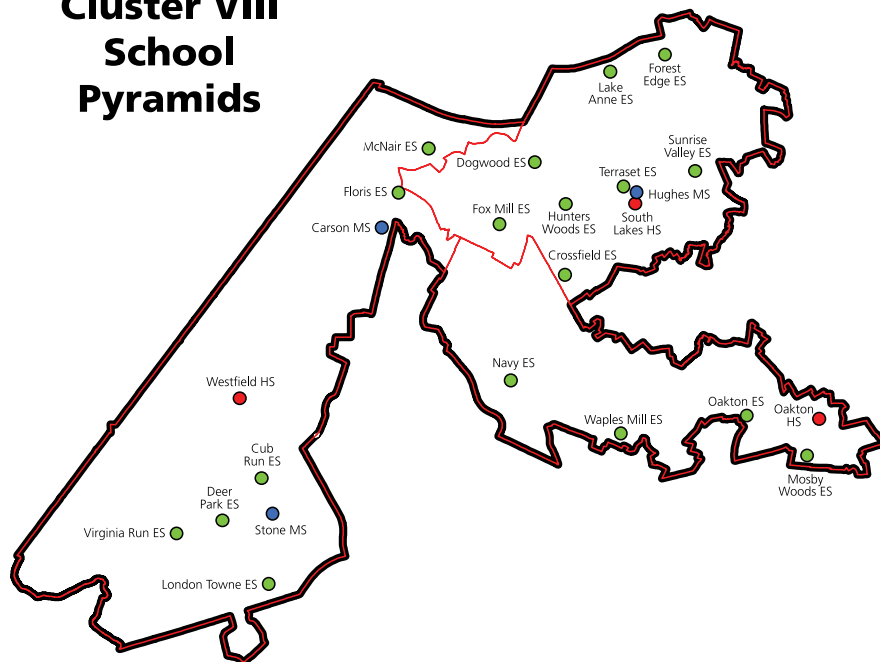 Cluster VIII
School
Pyramids
Forest
Edge ES
Lake
Anne ES
McNair ES
Dogwood ES
Sunrise
Valley ES
Terraset ES
Floris ES
Hughes MS
Fox Mill ES
Hunters
Woods ES
South
Lakes HS
Carson MS
Crossfield ES
Navy ES
Westfield HS
Oakton ES
Oakton
HS
Waples Mill ES
Cub
Run ES
Mosby
Woods ES
Deer
Park ES
Virginia Run ES
Stone MS
London Towne ES